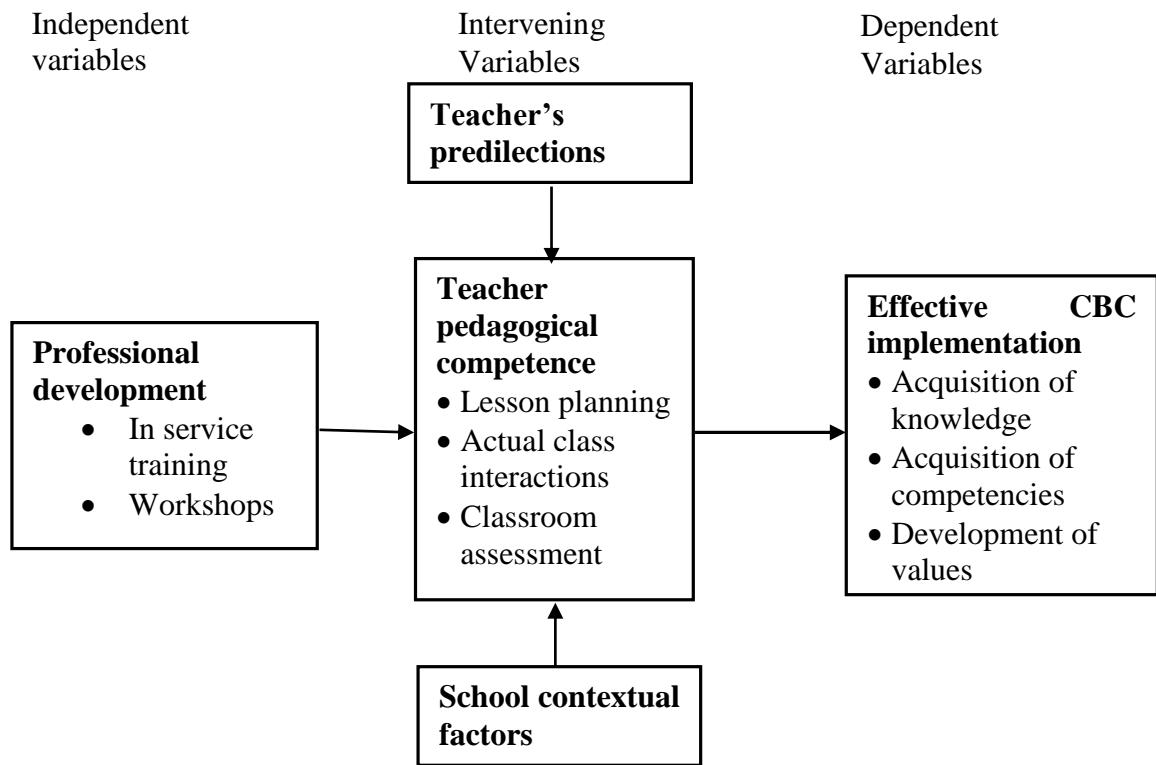 Independent
variables
Intervening
Variables
Dependent
Variables
Teacher's
predilections
Professional
development
• In service
training
• Workshops
Teacher
pedagogical
competence
• Lesson planning
• Actual class
interactions
• Classroom
assessment
Effective CBC
implementation
• Acquisition of
knowledge
• Acquisition of
competencies
• Development of
values
School contextual
factors